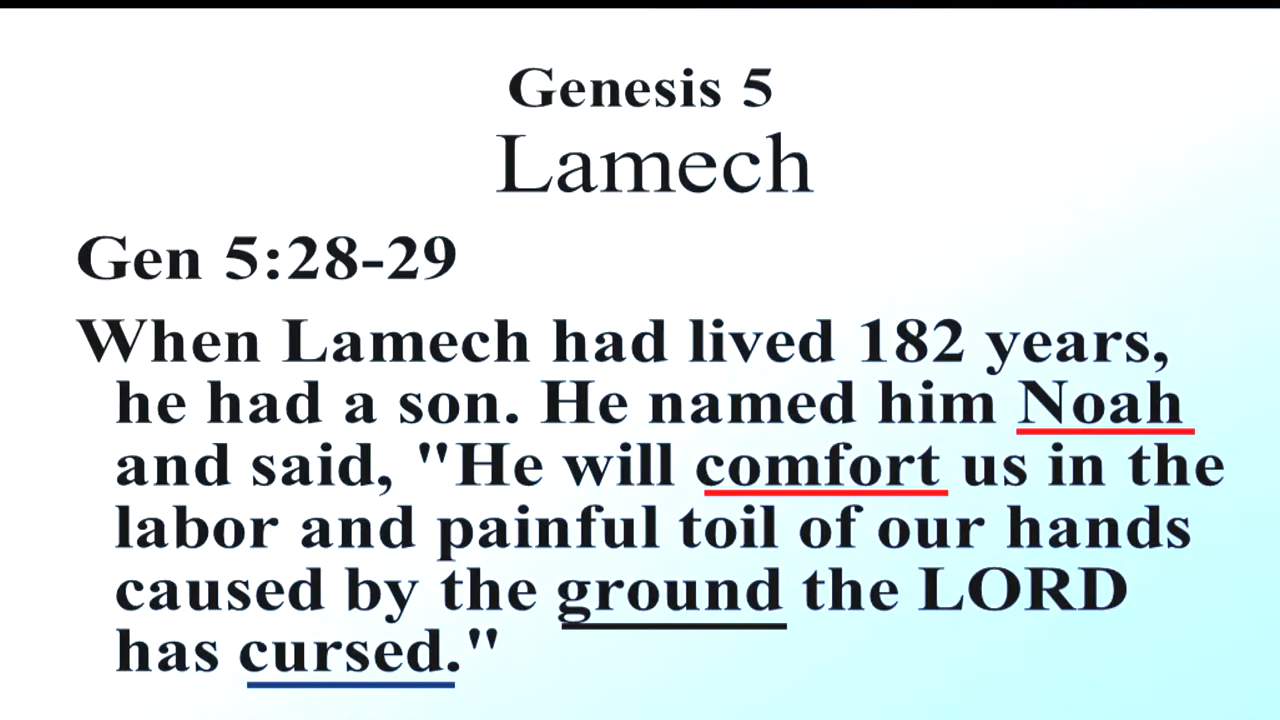 Genesis 5
Lamech
Gen 5:28-29
When Lamech had lived 182 years,
he had a son. He named him Noah
and said, "He will comfort us in the
labor and painful toil of our hands
caused by the ground the LORD
has cursed."